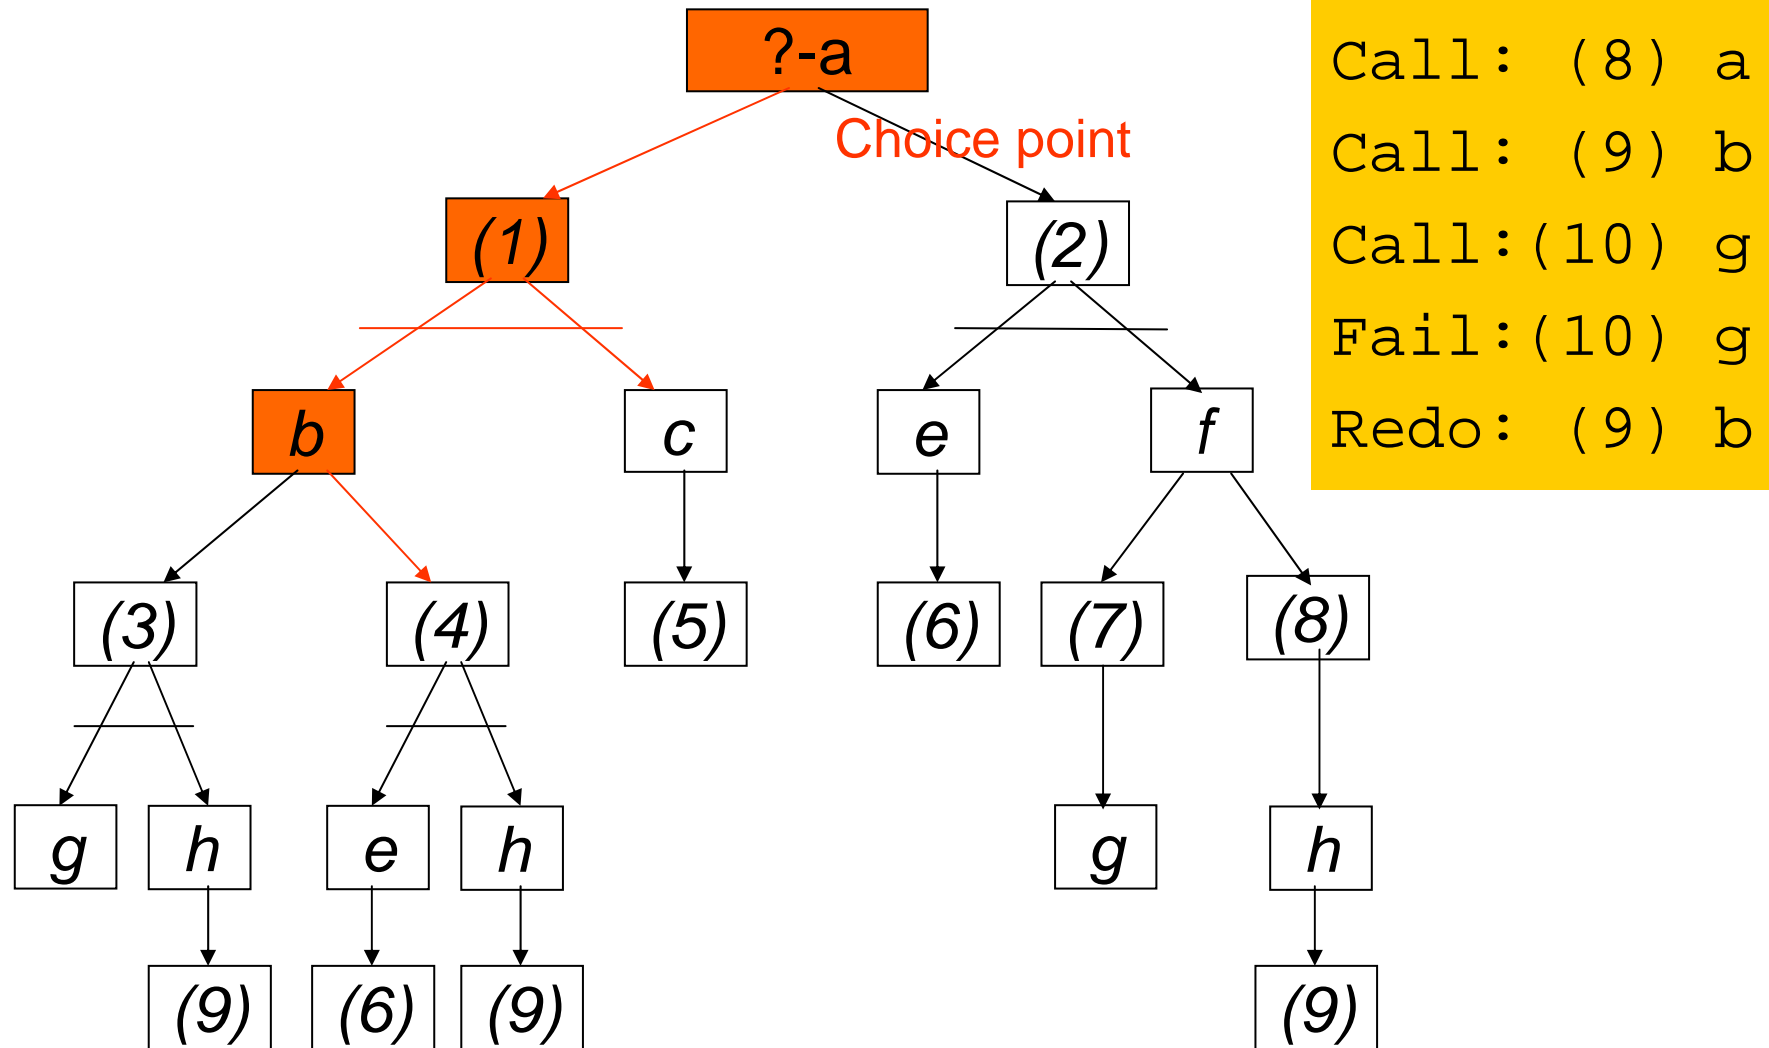 ?-a
Choice point
(1) (2)
b c e f
(3) (4) (5) (6) (7) (8)
g h e h g h
(9) (6) (9) (9)
Call: (8) a
Call: (9) b
Call:(10) g
Fail:(10) g
Redo: (9) b